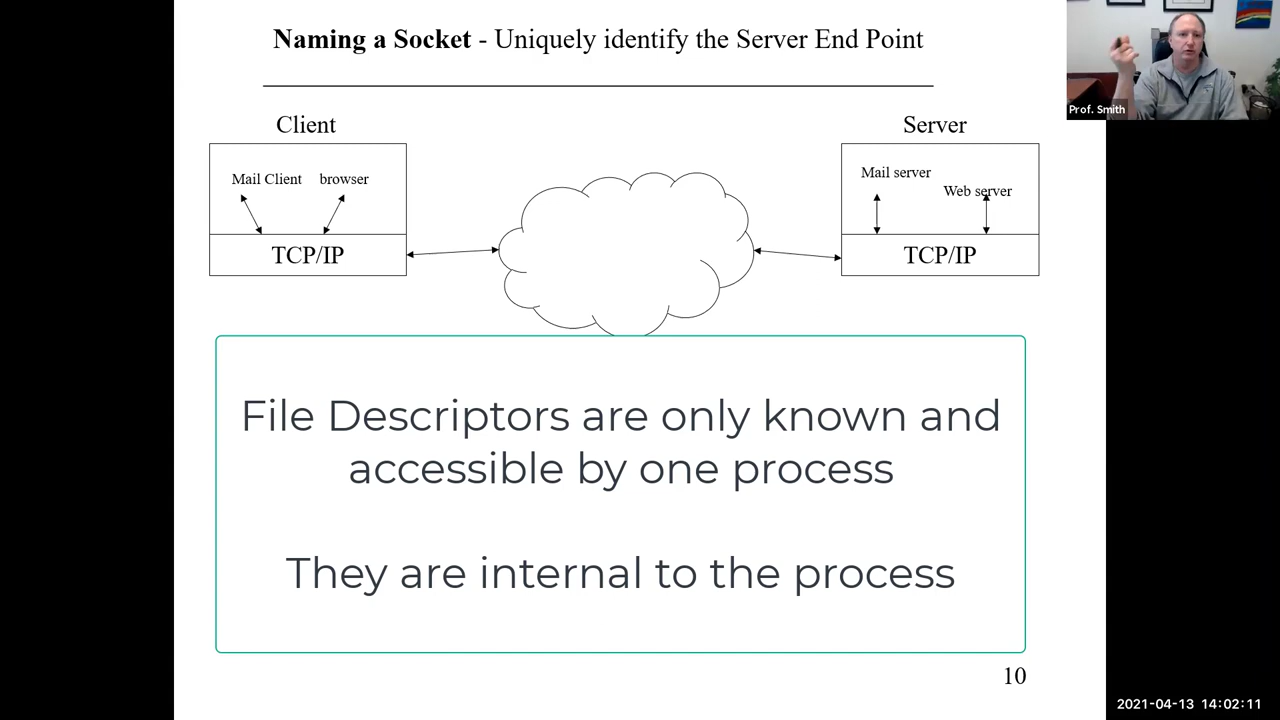 Naming a Socket - Uniquely identify the Server End Point
Prof. Smith
Client
Server
Mail Client
browser
Mail server
Web server
TCP/IP
TCP/IP
File Descriptors are only known and
accessible by one process
They are internal to the process
10
2021-04-13 14:02:11